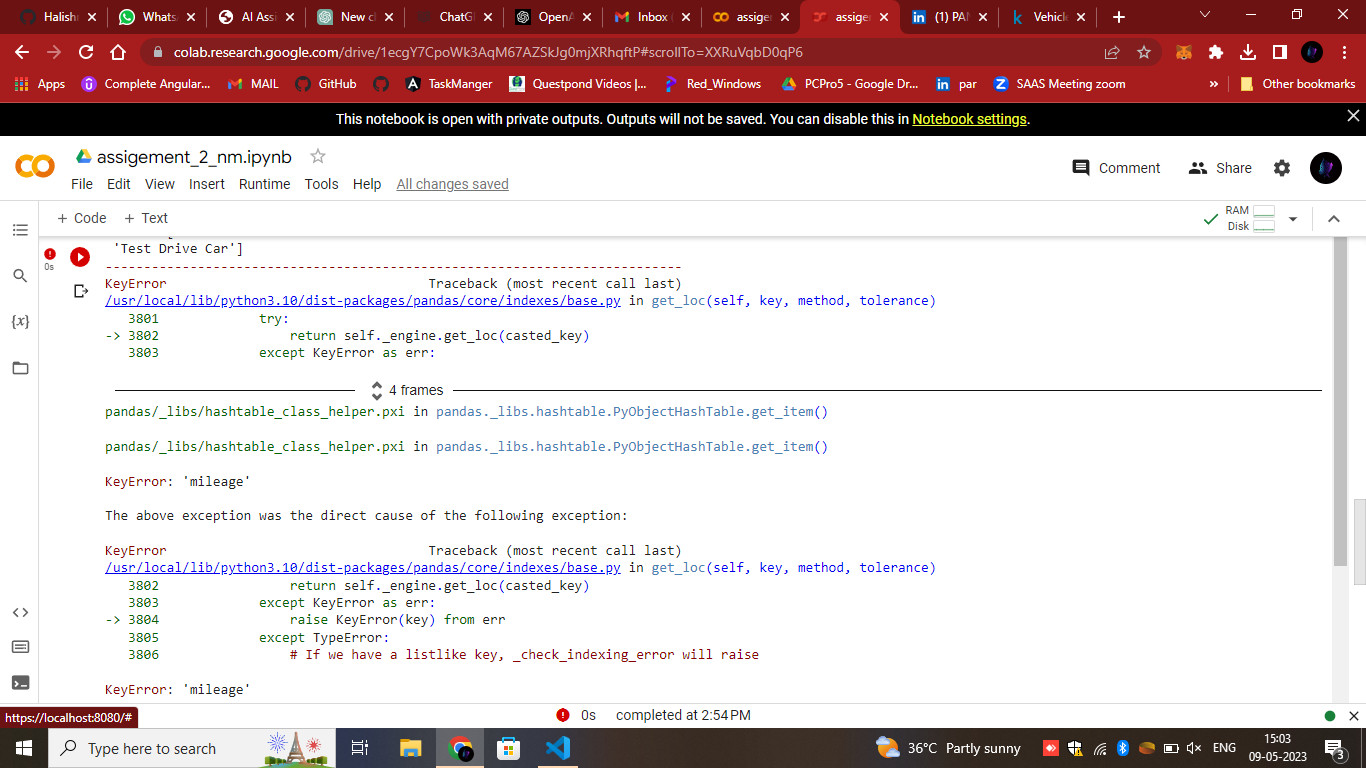 Halish
Whats
AI Assi
New c
ChatG
OpenA
Inbox (
assiger
assiger
(1) PAN
Vehicl
colab.research.google.com/drive/1ecgY7CpoWk3AqM67AZSkJg0mjXRhqftP#scrollTo=XXRuVqbD0qP6
Apps
Complete Angular...
MAIL
GitHub
TaskManger
Questpond Videos |...
Red_Windows
PCPro5 - Google Dr...
par
SAAS Meeting zoom
»
Other bookmarks
This notebook is open with private outputs. Outputs will not be saved. You can disable this in Notebook settings.
assigement_2_nm.ipynb
Comment
Share
File Edit View Insert Runtime Tools Help All changes saved
+ Code + Text
RAM
Disk
0s
'Test Drive Car']
---------------------------------------------------------------------------
KeyError Traceback (most recent call last)
/usr/local/lib/python3.10/dist-packages/pandas/core/indexes/base.py in get_loc(self, key, method, tolerance)
3801 try:
-> 3802 return self._engine.get_loc(casted_key)
3803 except KeyError as err:
4 frames
pandas/_libs/hashtable_class_helper.pxi in pandas._libs.hashtable.PyObjectHashTable.get_item()
pandas/_libs/hashtable_class_helper.pxi in pandas._libs.hashtable.PyObjectHashTable.get_item()
KeyError: 'mileage'
The above exception was the direct cause of the following exception:
KeyError Traceback (most recent call last)
/usr/local/lib/python3.10/dist-packages/pandas/core/indexes/base.py in get_loc(self, key, method, tolerance)
3802 return self._engine.get_loc(casted_key)
3803 except KeyError as err:
-> 3804 raise KeyError(key) from err
3805 except TypeError:
3806 # If we have a listlike key, _check_indexing_error will raise
KeyError: 'mileage'
https://localhost:8080/#
0s completed at 2:54 PM
Type here to search
36°C Partly sunny
ENG
15:03
09-05-2023
3